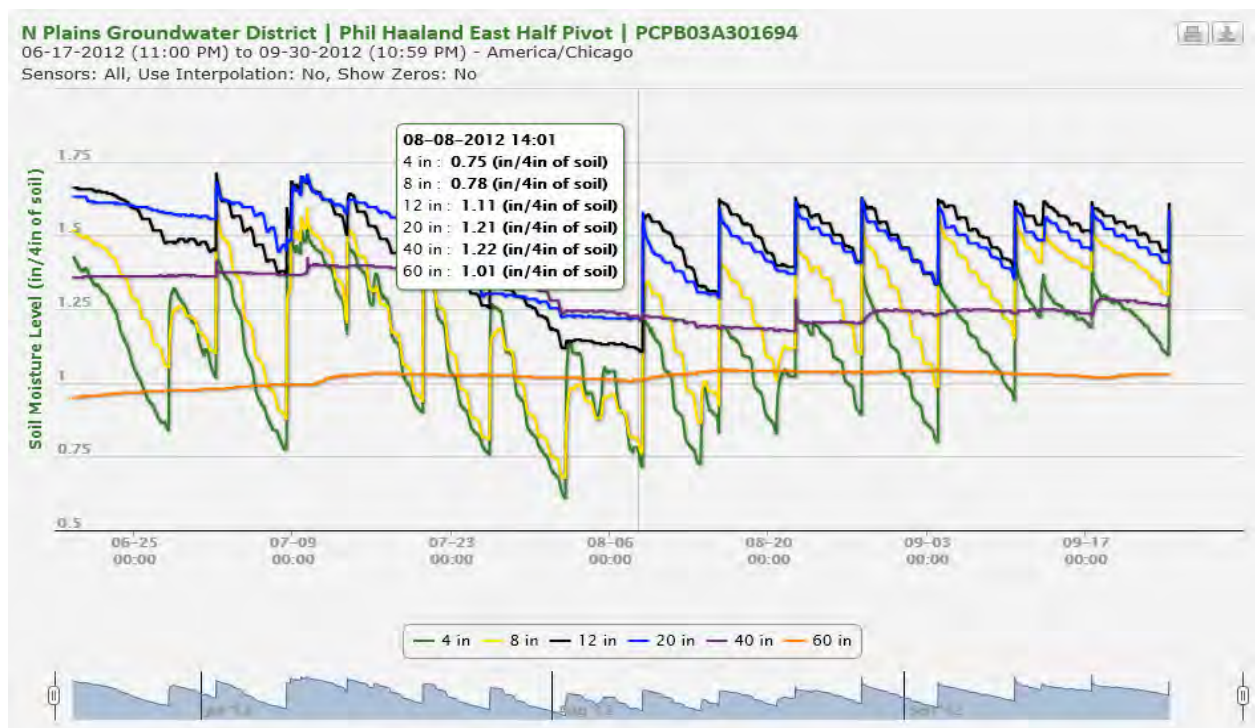 N Plains Groundwater District | Phil Haaland East Half Pivot | PCPB03A301694
06-17-2012 (11:00 PM) to 09-30-2012 (10:59 PM) - America/Chicago
Sensors: All, Use Interpolation: No, Show Zeros: No
Soil Moisture Level (in/4in of soil)
1.75
1.5
1.25
1
0.75
0.5
08-08-2012 14:01
4 in : 0.75 (in/4in of soil)
8 in : 0.78 (in/4in of soil)
12 in : 1.11 (in/4in of soil)
20 in : 1.21 (in/4in of soil)
40 in : 1.22 (in/4in of soil)
60 in : 1.01 (in/4in of soil)
06-25 07-09 07-23 08-06 08-20 09-03 09-17
00:00 00:00 00:00 00:00 00:00 00:00 00:00
4 in 8 in 12 in 20 in 40 in 60 in